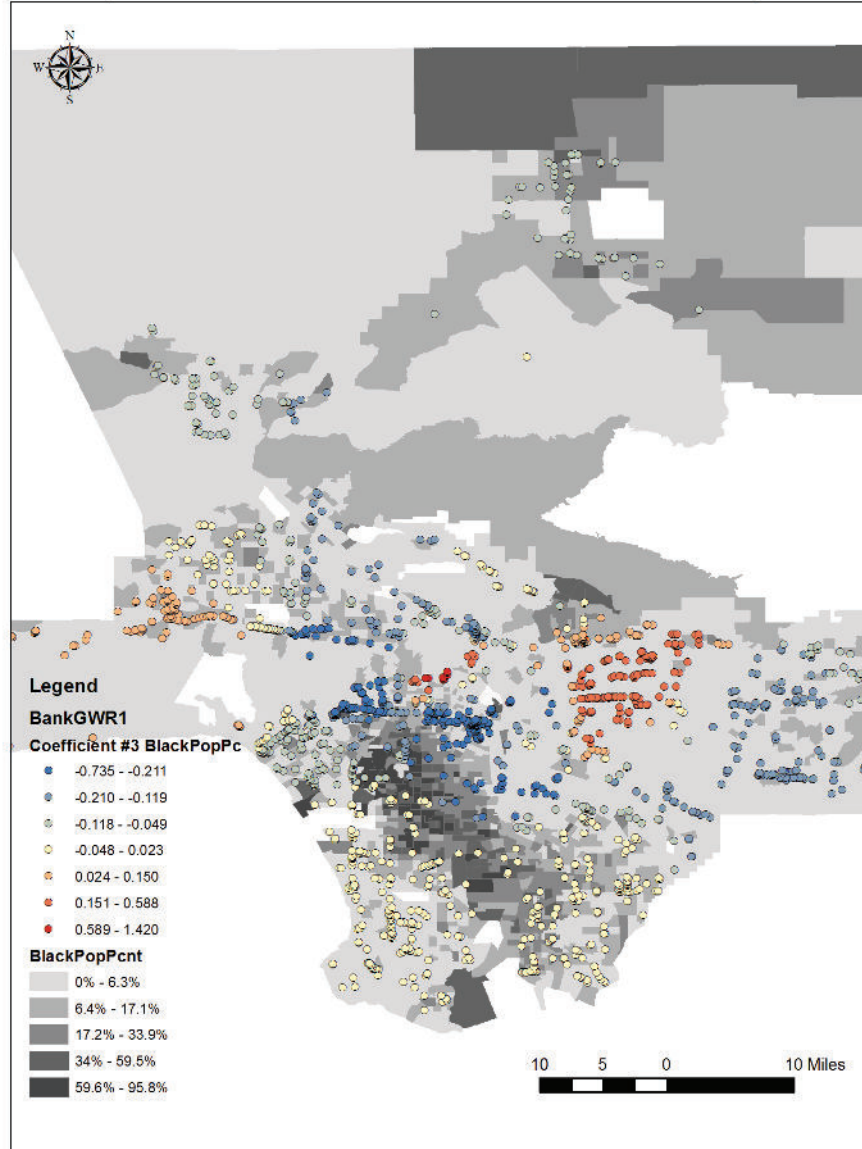 N
W E
S
Legend
BankGWR1
Coefficient #3 BlackPopPc
-0.735 - -0.211
-0.210 - -0.119
-0.118 - -0.049
-0.048 - 0.023
0.024 - 0.150
0.151 - 0.588
0.589 - 1.420
BlackPopPcnt
0% - 6.3%
6.4% - 17.1%
17.2% - 33.9%
34% - 59.5%
59.6% - 95.8%
10 5 0 10 Miles